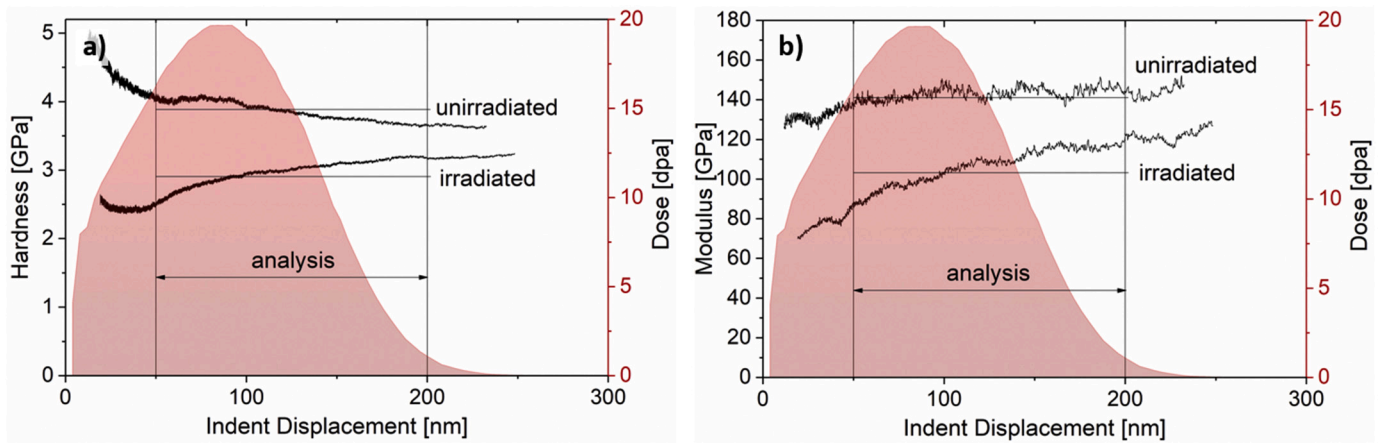 a)
5
4
3
2
1
0
Hardness [GPa]
unirradiated
irradiated
analysis
20
15
10
5
0
Dose [dpa]
0
100
200
300
Indent Displacement [nm]
b)
180
160
140
120
100
80
60
40
20
0
Modulus [GPa]
unirradiated
irradiated
analysis
20
15
10
5
0
Dose [dpa]
0
100
200
300
Indent Displacement [nm]